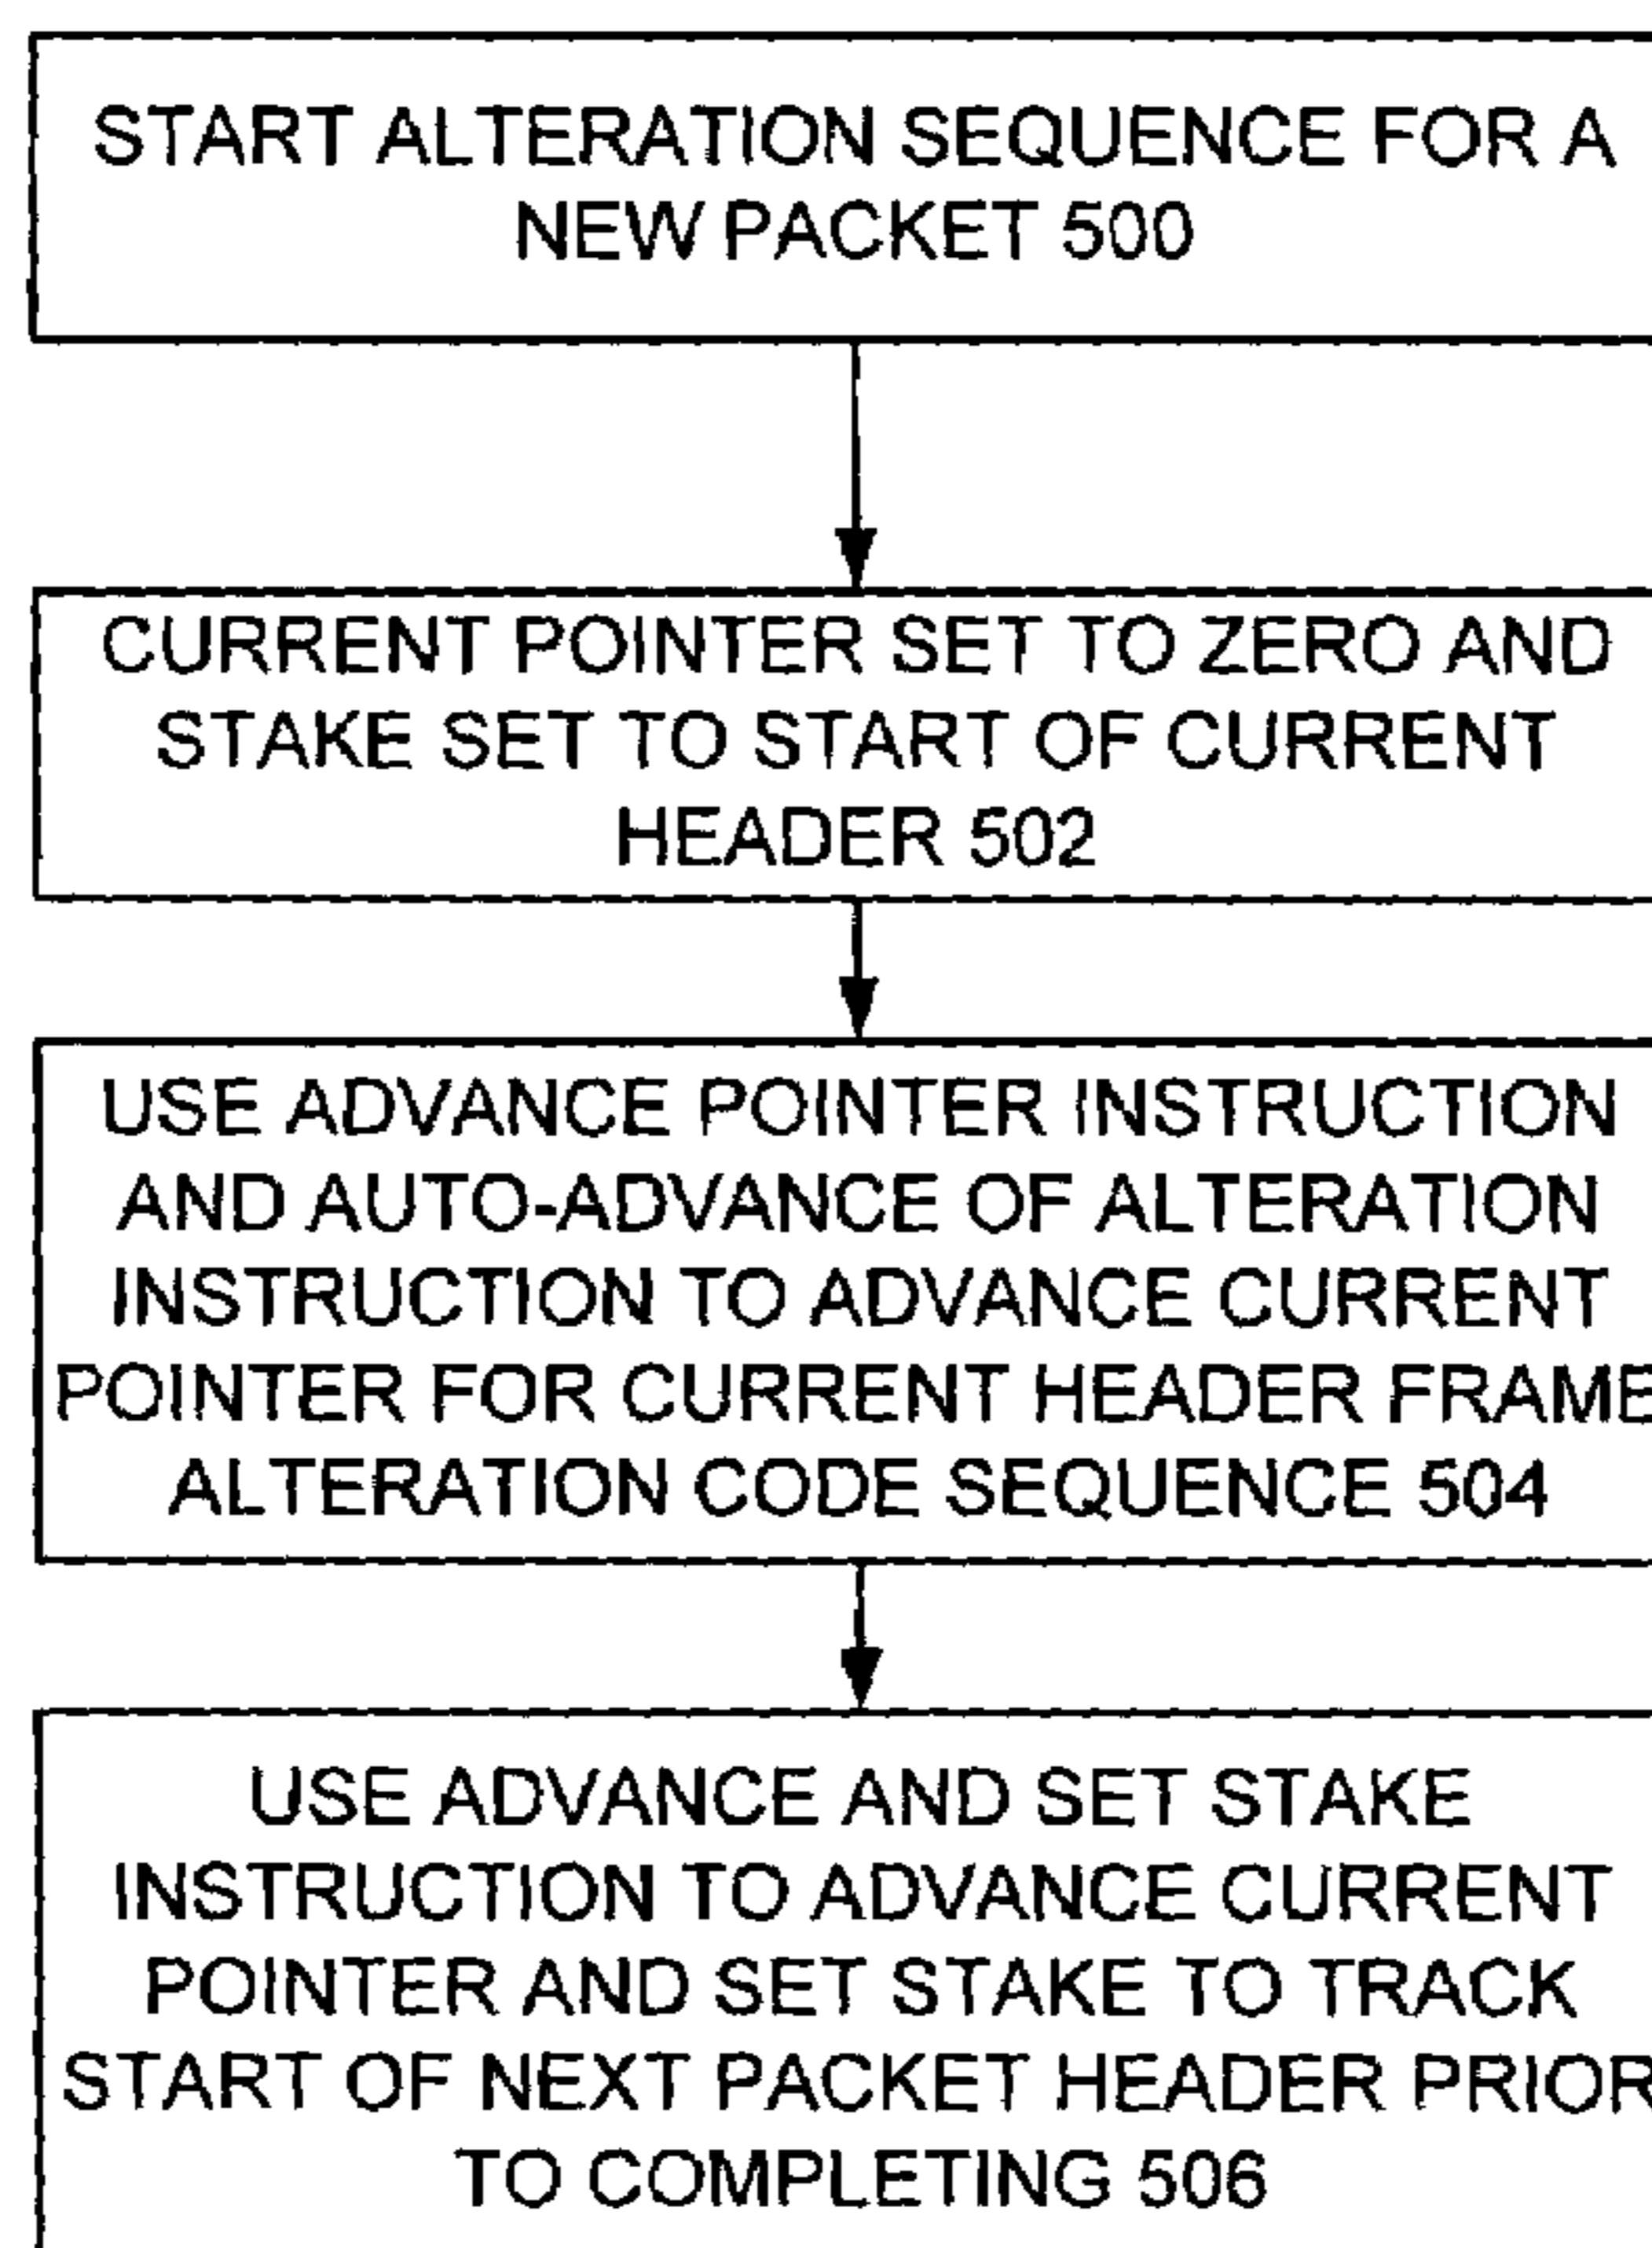 START ALTERATION SEQUENCE FOR A
NEW PACKET 500
CURRENT POINTER SET TO ZERO AND
STAKE SET TO START OF CURRENT
HEADER 502
USE ADVANCE POINTER INSTRUCTION
AND AUTO-ADVANCE OF ALTERATION
INSTRUCTION TO ADVANCE CURRENT
POINTER FOR CURRENT HEADER FRAME
ALTERATION CODE SEQUENCE 504
USE ADVANCE AND SET STAKE
INSTRUCTION TO ADVANCE CURRENT
POINTER AND SET STAKE TO TRACK
START OF NEXT PACKET HEADER PRIOR
TO COMPLETING 506